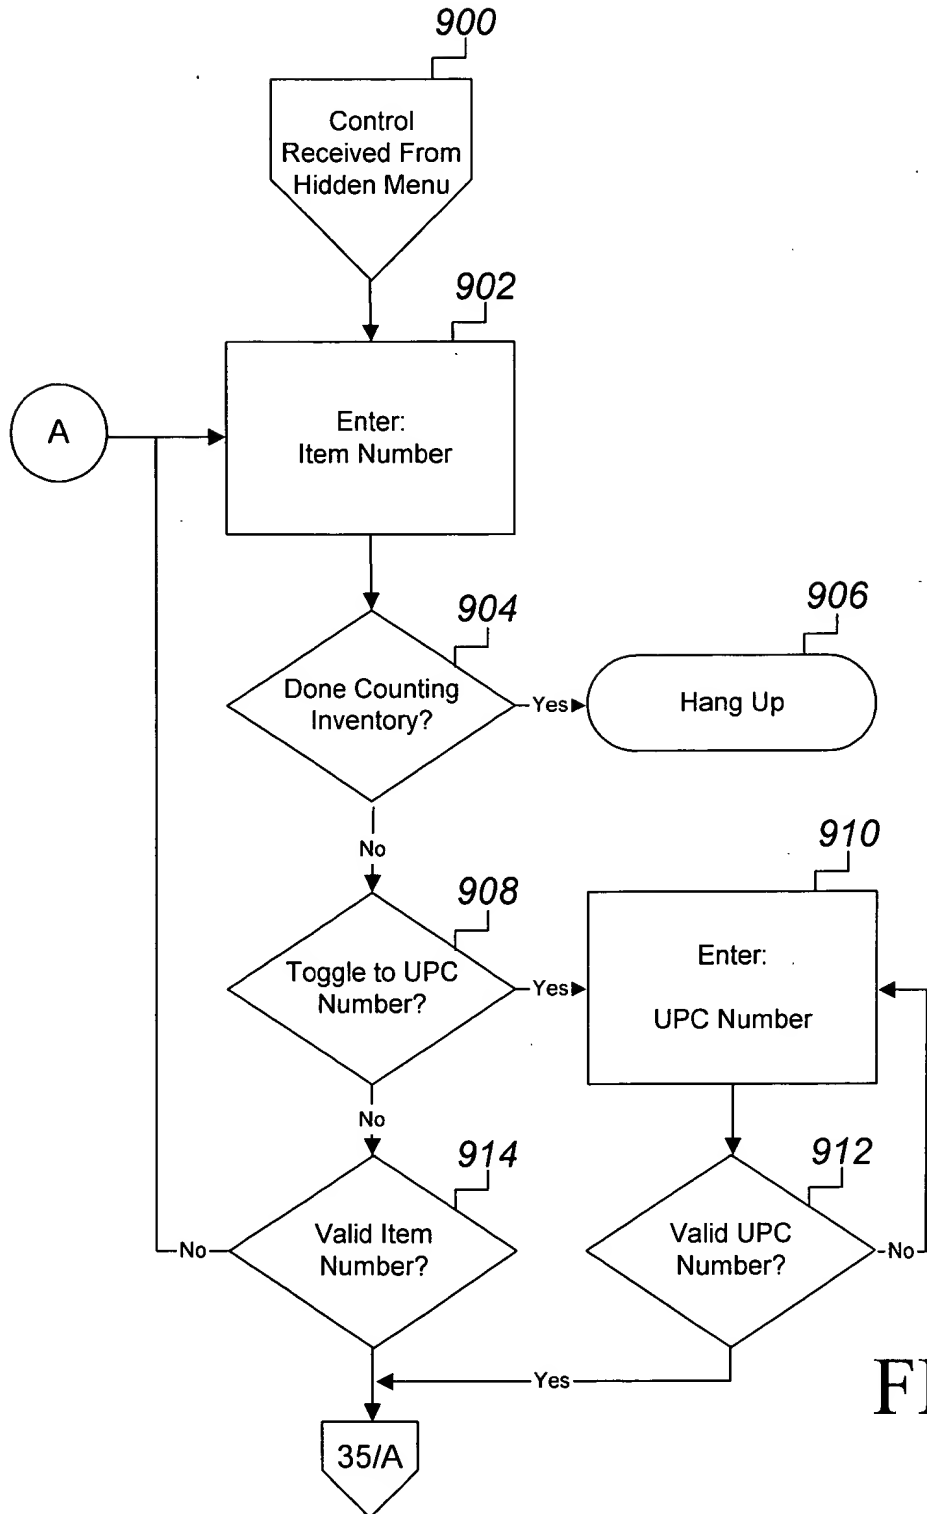 900
Control
Received From
Hidden Menu
902
A
Enter:
Item Number
904
906
Done Counting
Inventory?
Yes
Hang Up
No
908
910
Toggle to UPC
Number?
Yes
Enter:
UPC Number
No
914
912
Valid Item
Number?
No
Valid UPC
Number?
No
Yes
35/A